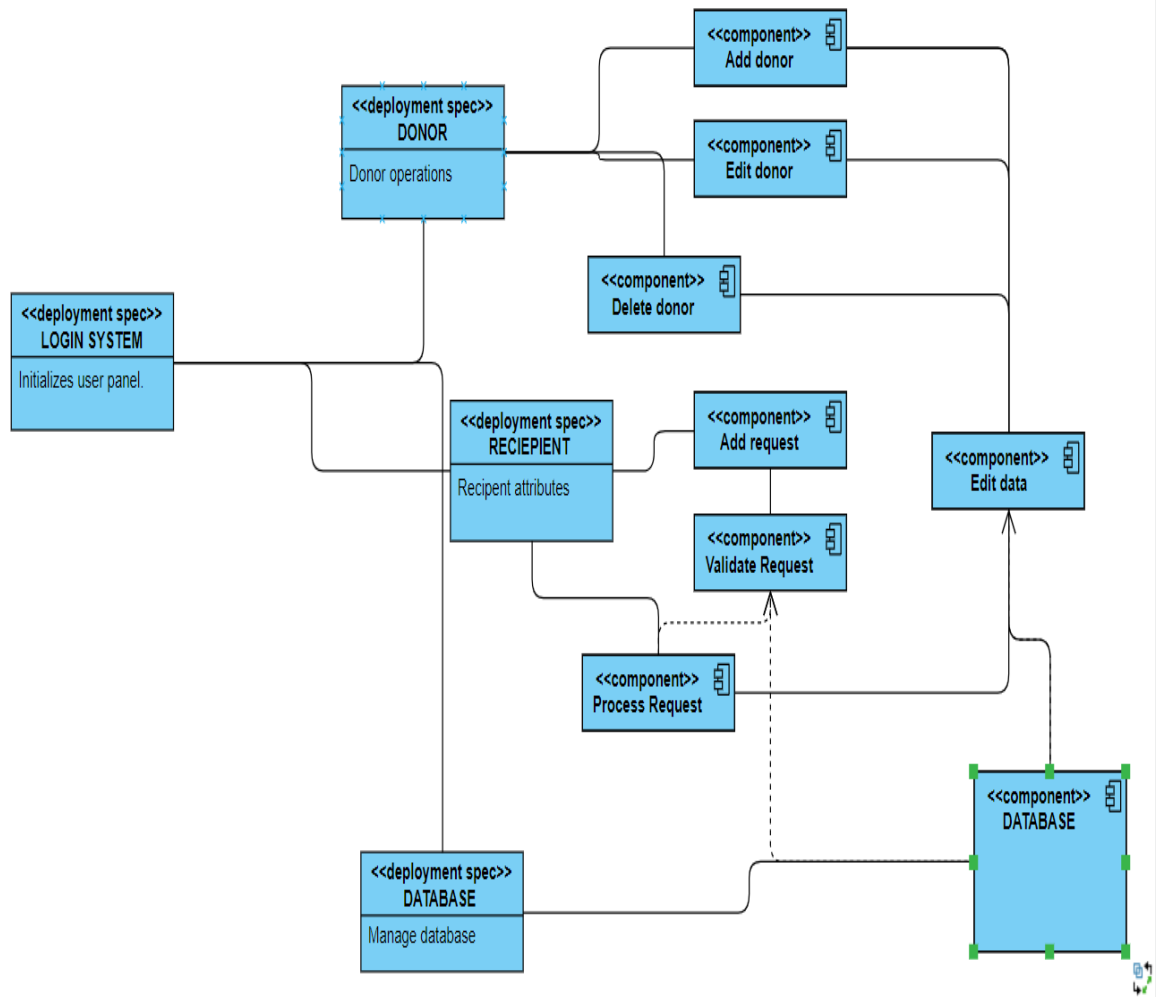 <<component>>
Add donor
<<deployment spec>>
DONOR
Donor operations
<<component>>
Edit donor
<<component>>
Delete donor
<<deployment spec>>
LOGIN SYSTEM
Initializes user panel.
<<deployment spec>>
RECIEPIENT
Recipent attributes
<<component>>
Add request
<<component>>
Edit data
<<component>>
Validate Request
<<component>>
Process Request
<<component>>
DATABASE
<<deployment spec>>
DATABASE
Manage database